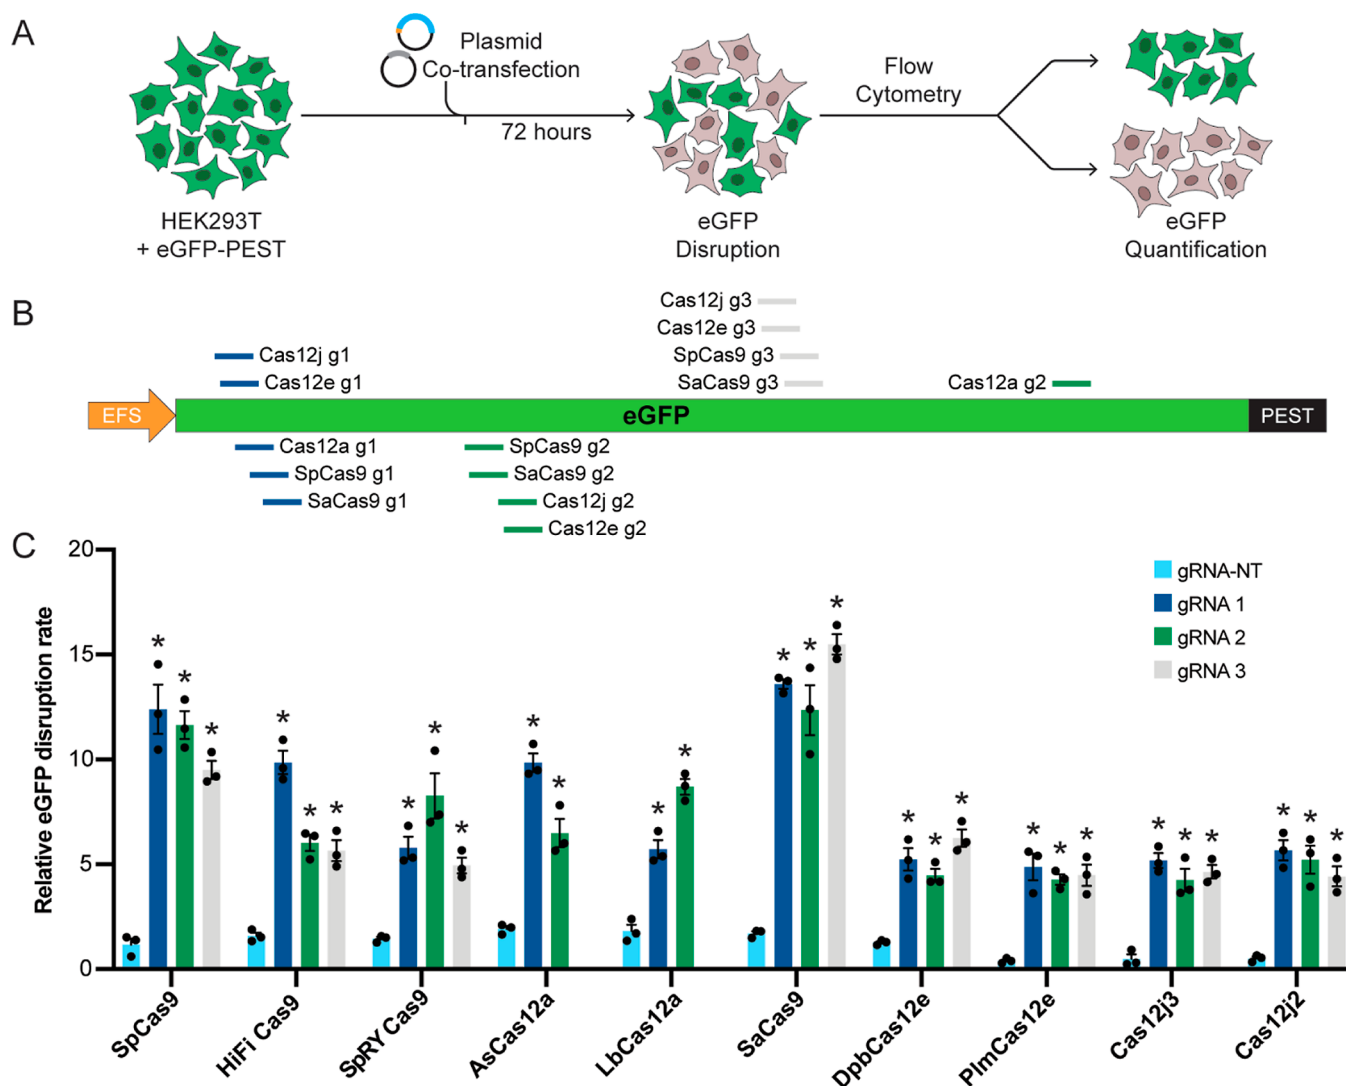 A
Plasmid
Co-transfection
72 hours
Flow
Cytometry
HEK293T
+ eGFP-PEST
eGFP
Disruption
eGFP
Quantification
B
Cas12j g3
Cas12e g3
Cas12j g1
SpCas9 g3
Cas12e g1
SaCas9 g3
Cas12a g2
EFS
eGFP
PEST
Cas12a g1
SpCas9 g2
SpCas9 g1
SaCas9 g2
SaCas9 g1
Cas12j g2
Cas12e g2
C
Relative eGFP disruption rate
20
15
10
5
0
gRNA-NT
gRNA 1
gRNA 2
gRNA 3
* * * * * * * * * * * * * * * * * * * * * * * * * * * *
SpCas9
HiFi Cas9
SpRY Cas9
AsCas12a
LbCas12a
SaCas9
DpbCas12e
PlmCas12e
Cas12j3
Cas12j2